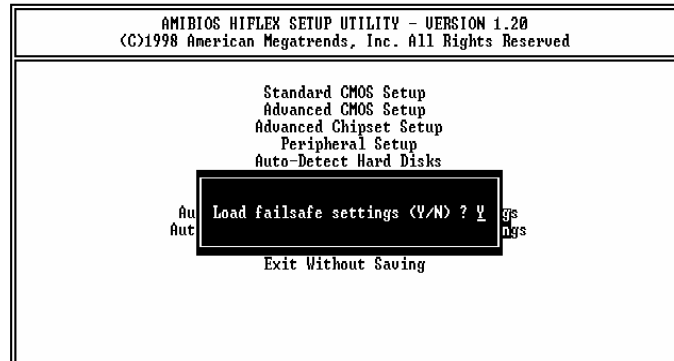 AMIBIOS HIFLEX SETUP UTILITY - VERSION 1.20
(C)1998 American Megatrends, Inc. All Rights Reserved
Standard CMOS Setup
Advanced CMOS Setup
Advanced Chipset Setup
Peripheral Setup
Auto-Detect Hard Disks
Load failsafe settings (Y/N) ? Y
Exit Without Saving